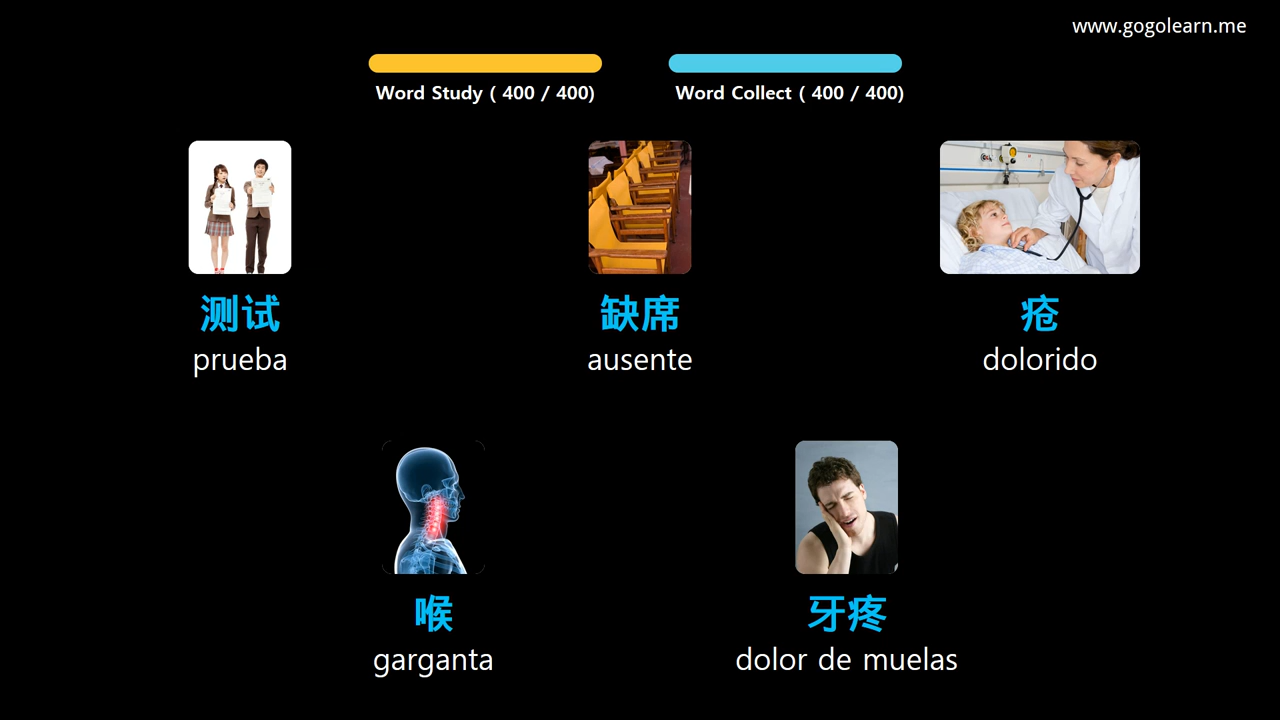 www.gogolearn.me
Word Study ( 400 / 400)
Word Collect ( 400 / 400)
测试
prueba
缺席
ausente
疮
dolorido
喉
garganta
牙疼
dolor de muelas